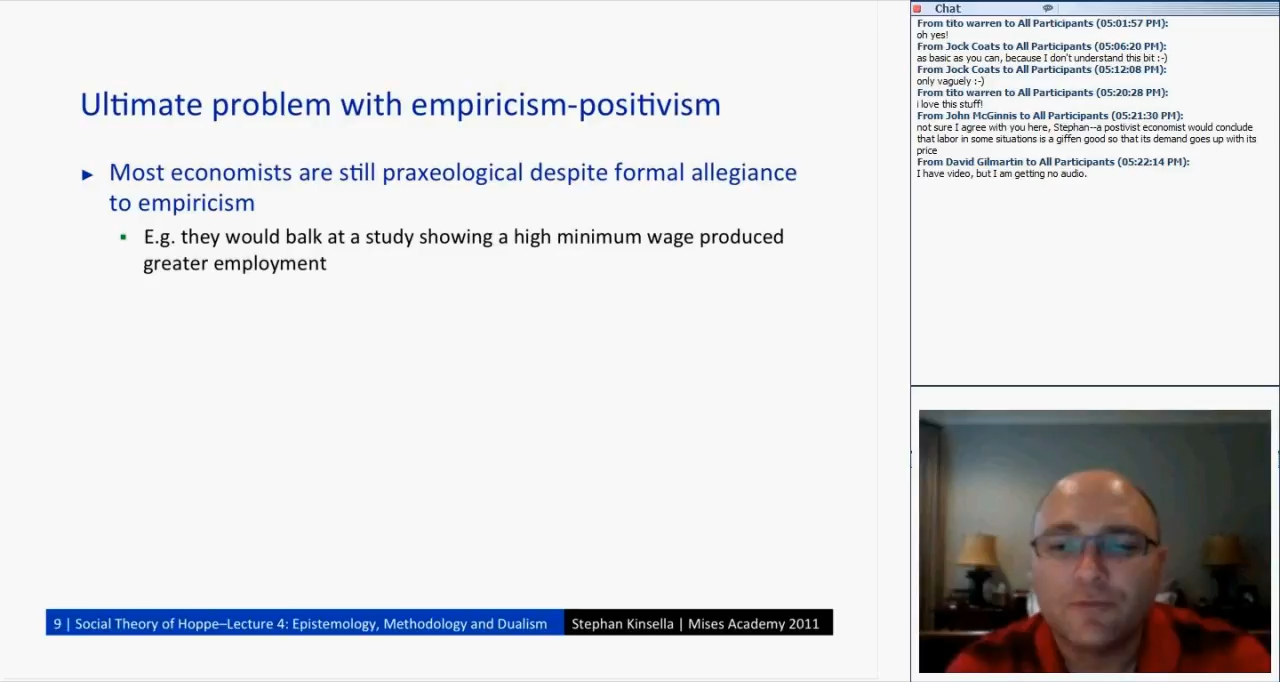 Ultimate problem with empiricism-positivism
► Most economists are still praxeological despite formal allegiance
to empiricism
▪ E.g. they would balk at a study showing a high minimum wage produced
greater employment
9 | Social Theory of Hoppe–Lecture 4: Epistemology, Methodology and Dualism
Stephan Kinsella | Mises Academy 2011
Chat
From tito warren to All Participants (05:01:57 PM):
oh yes!
From Jock Coats to All Participants (05:06:20 PM):
as basic as you can, because I don't understand this bit :-)
From Jock Coats to All Participants (05:12:08 PM):
only vaguely :-)
From tito warren to All Participants (05:20:28 PM):
i love this stuff!
From John McGinnis to All Participants (05:21:30 PM):
not sure I agree with you here, Stephan--a postivist economist would conclude
that labor in some situations is a giffen good so that its demand goes up with its
price
From David Gilmartin to All Participants (05:22:14 PM):
I have video, but I am getting no audio.